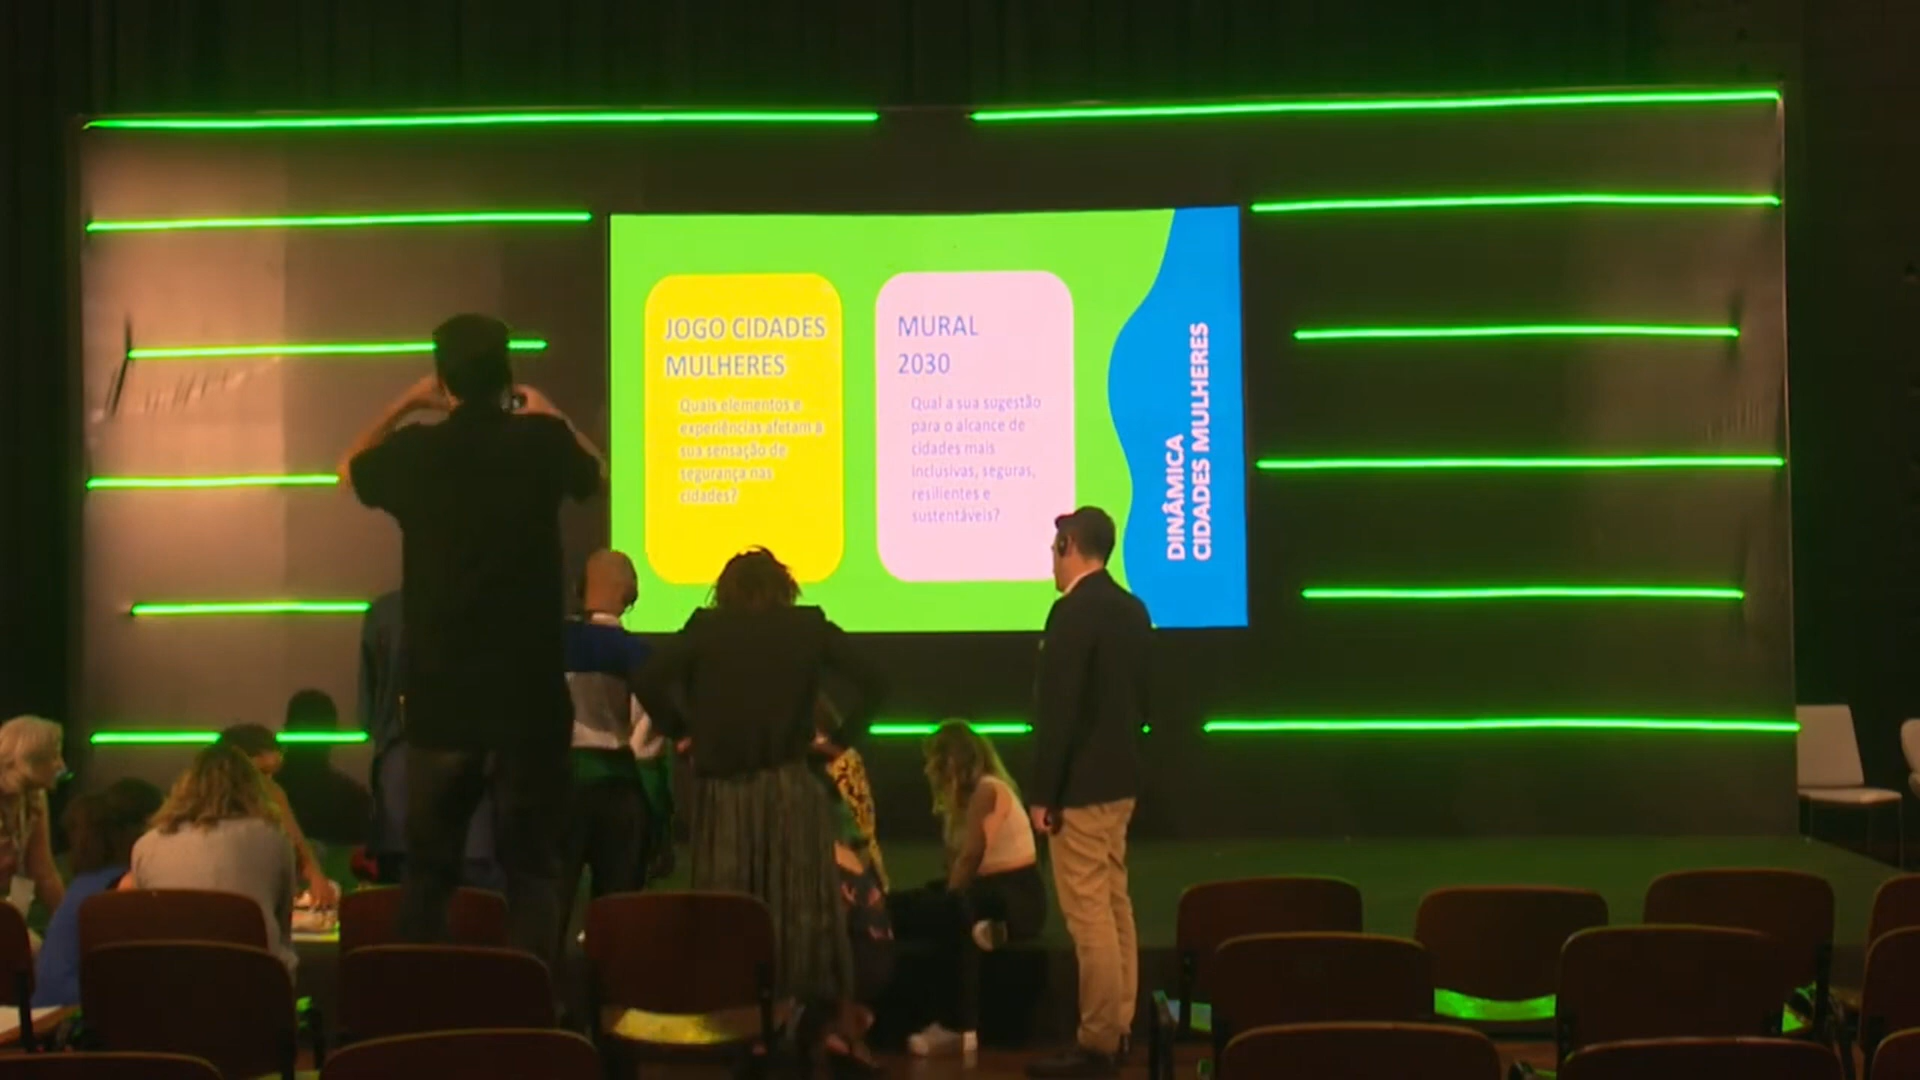 JOGO CIDADES
MULHERES
Quais elementos e
experiências afetam a
sua sensação de
segurança nas
cidades?
MURAL
2030
Qual a sua sugestão
para o alcance de
cidades mais
inclusivas, seguras,
resilientes e
sustentáveis?
DINÂMICA
CIDADES MULHERES